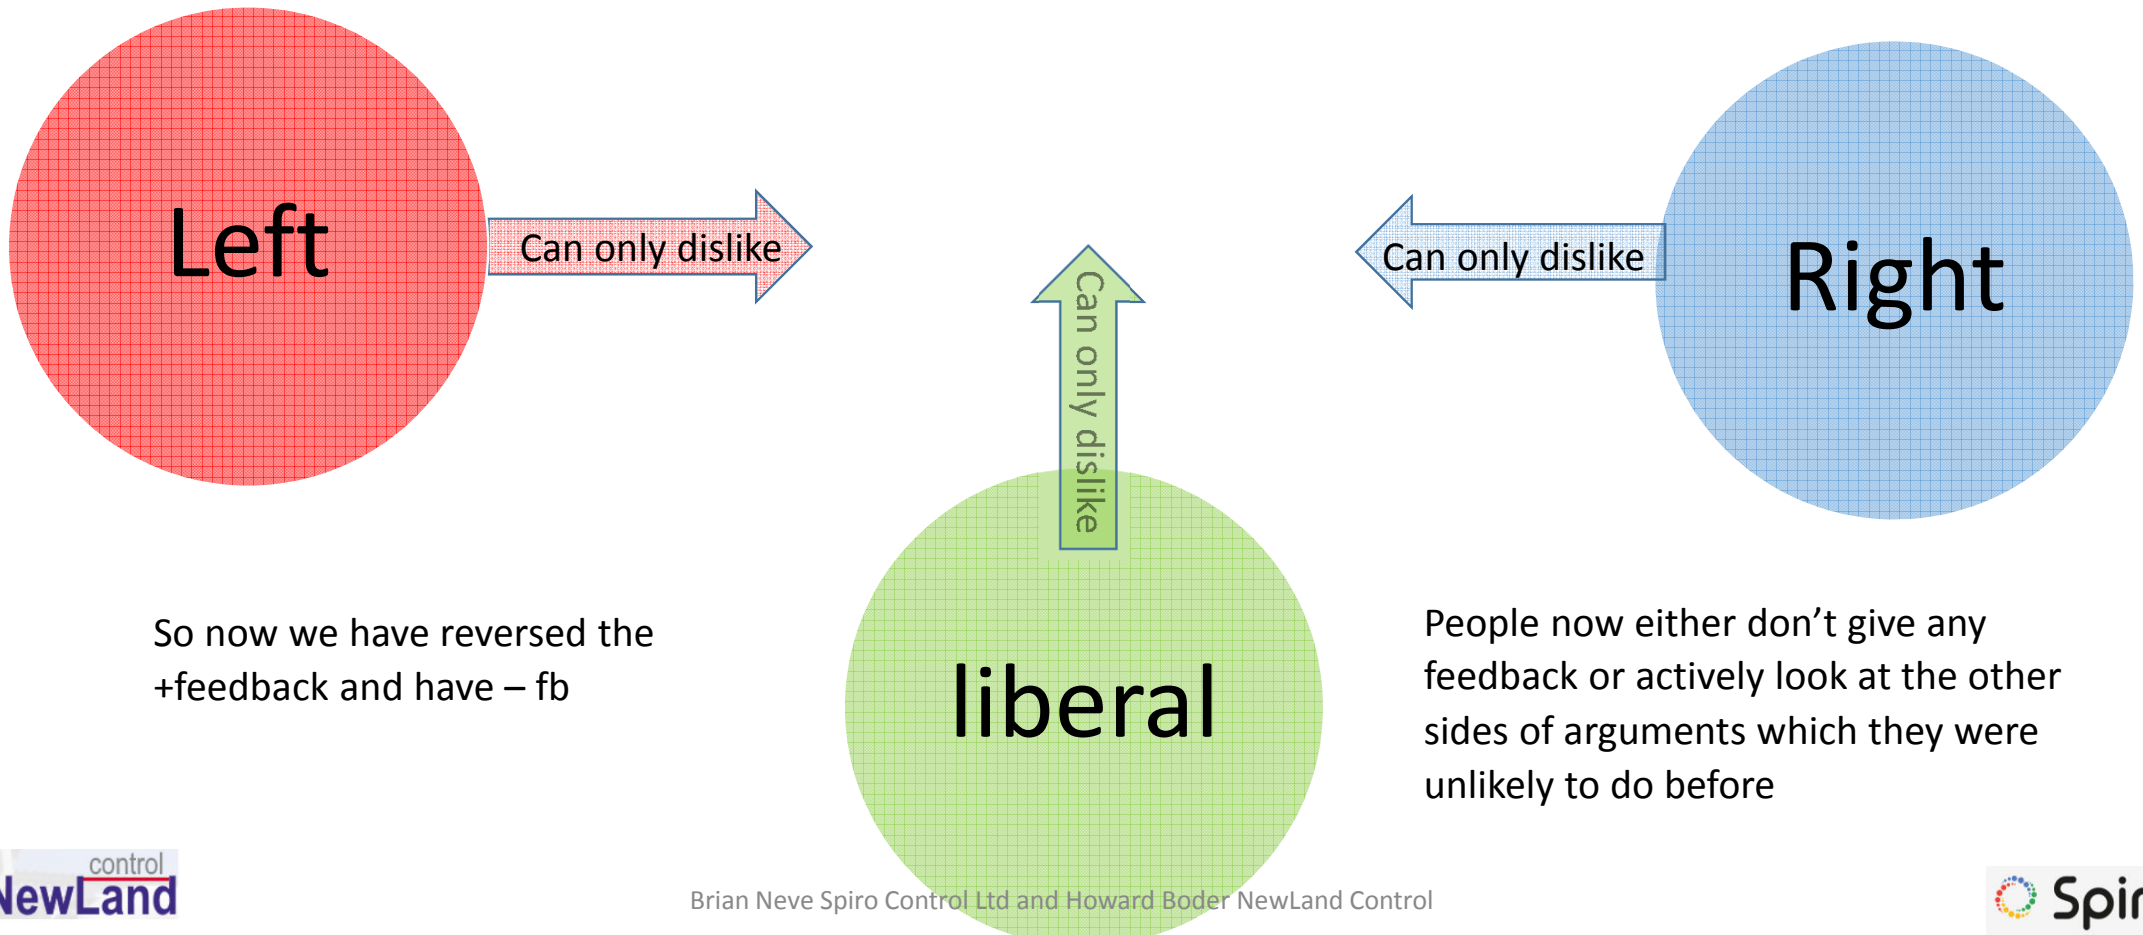 Left
Can only dislike
Can only dislike
Can only dislike
Right
liberal
So now we have reversed the
+feedback and have – fb
People now either don’t give any
feedback or actively look at the other
sides of arguments which they were
unlikely to do before
control
NewLand
Brian Neve Spiro Control Ltd and Howard Boder NewLand Control
Spir